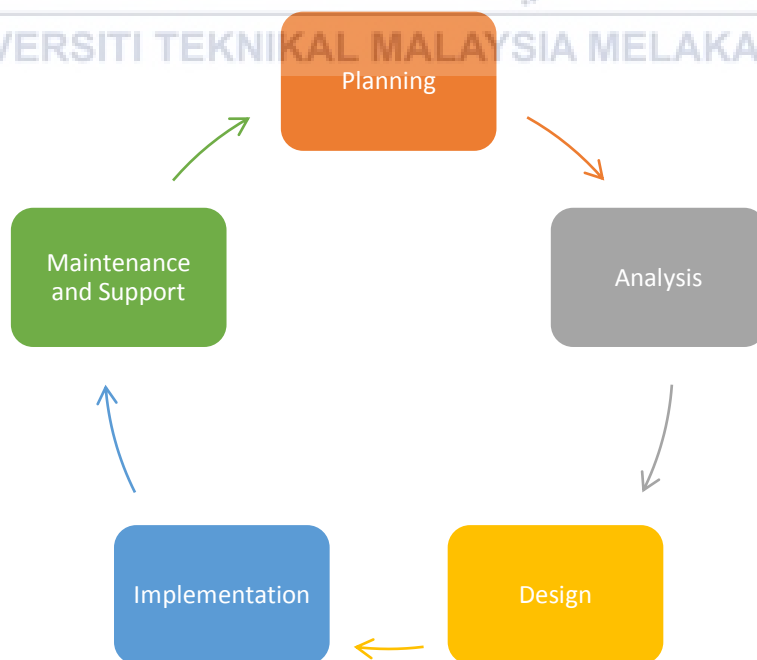 VERSITI TEKNIKAL MALAYSIA MELAKA
Planning
Maintenance
and Support
Analysis
Implementation
Design